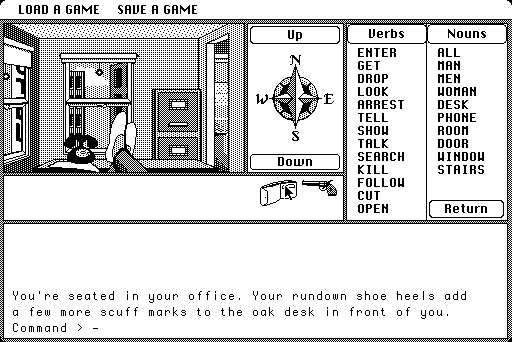 LOAD A GAME SAVE A GAME
Up
N
W E
S
Down
Verbs
ENTER
GET
DROP
LOOK
ARREST
TELL
SHOW
TALK
SEARCH
KILL
FOLLOW
CUT
OPEN
Nouns
ALL
MAN
MEN
WOMAN
DESK
PHONE
ROOM
DOOR
WINDOW
STAIRS
Return
You're seated in your office. Your rundown shoe heels add
a few more scuff marks to the oak desk in front of you.
Command > –